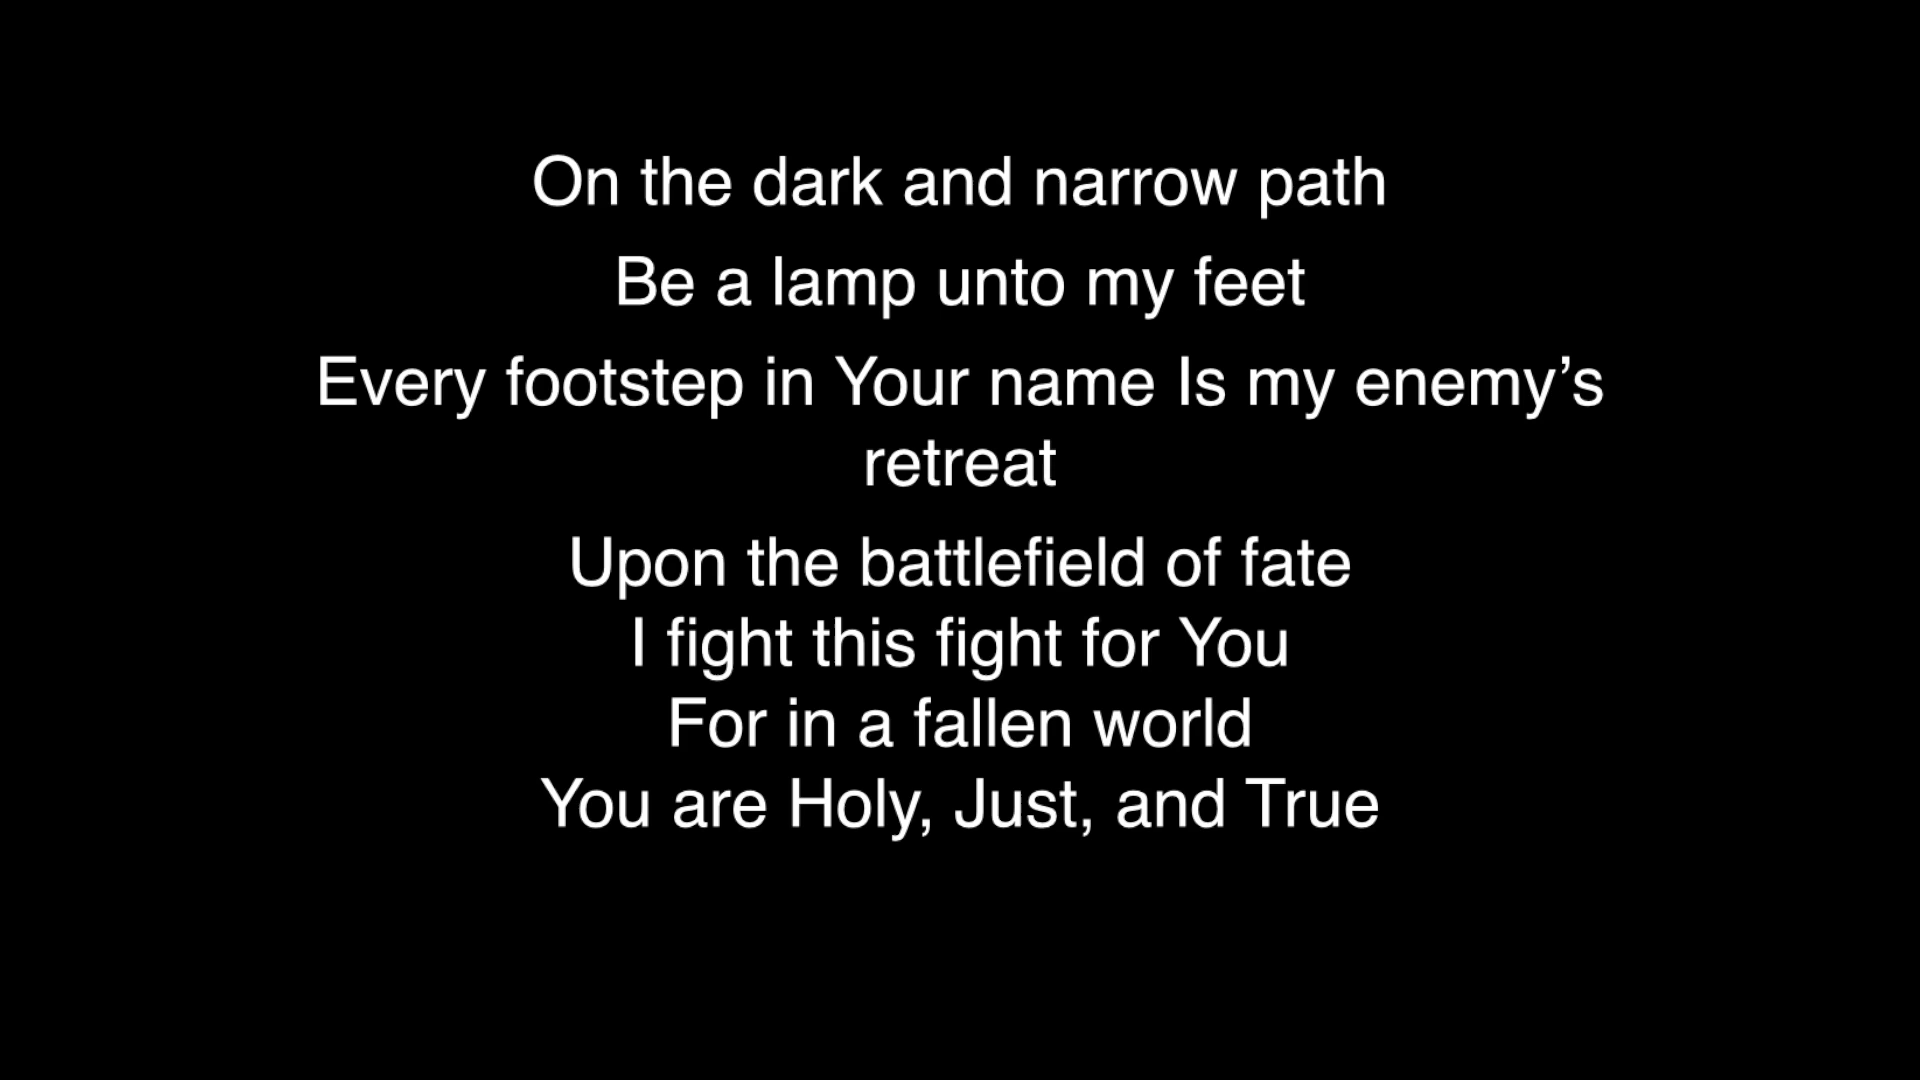 On the dark and narrow path
Be a lamp unto my feet
Every footstep in Your name Is my enemy’s
retreat
Upon the battlefield of fate
I fight this fight for You
For in a fallen world
You are Holy, Just, and True